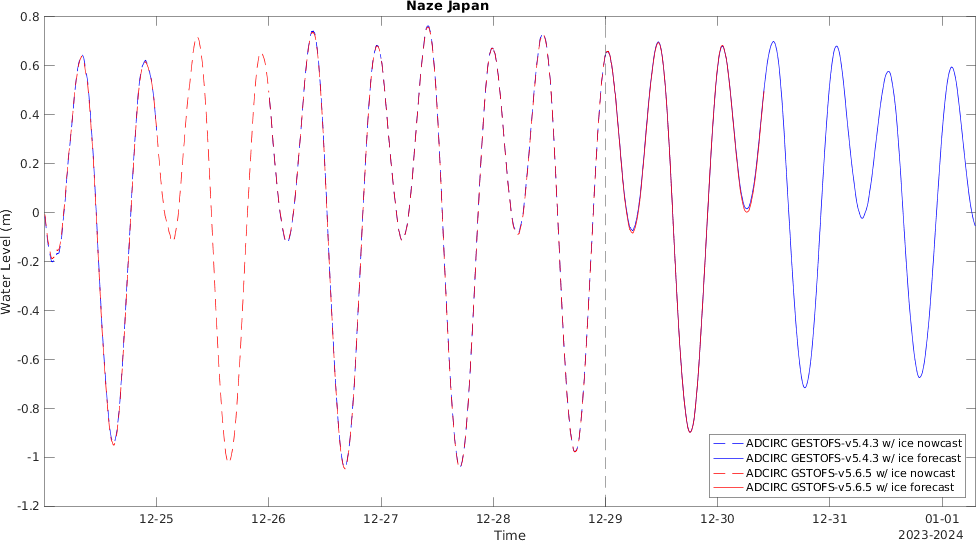 Naze Japan
Water Level (m)
0.8
0.6
0.4
0.2
0
-0.2
-0.4
-0.6
-0.8
-1
-1.2
ADCIRC GESTOFS-v5.4.3 w/ ice nowcast
ADCIRC GESTOFS-v5.4.3 w/ ice forecast
ADCIRC GSTOFS-v5.6.5 w/ ice nowcast
ADCIRC GSTOFS-v5.6.5 w/ ice forecast
12-25 12-26 12-27 12-28 12-29 12-30 12-31 01-01
Time
2023-2024